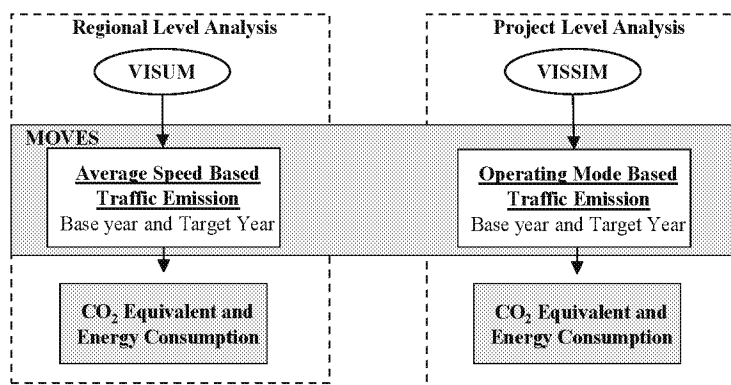 Regional Level Analysis
VISUM
Project Level Analysis
VISSIM
MOVES
Average Speed Based
Traffic Emission
Base year and Target Year
Operating Mode Based
Traffic Emission
Base year and Target Year
CO₂ Equivalent and
Energy Consumption
CO₂ Equivalent and
Energy Consumption